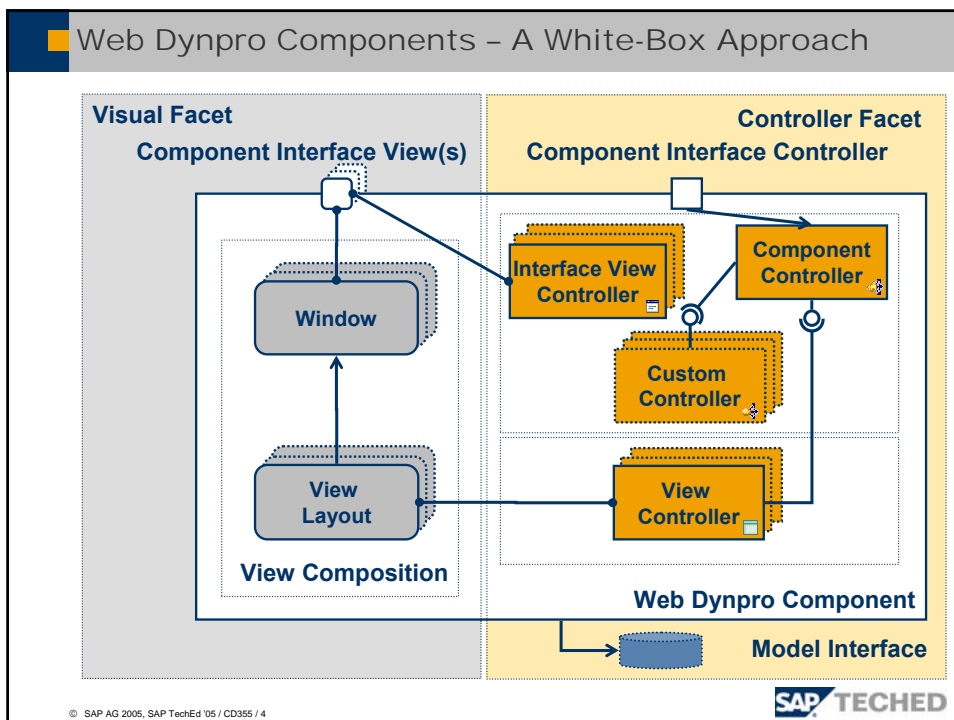 Web Dynpro Components – A White-Box Approach
Visual Facet
Controller Facet
Component Interface View(s)
Component Interface Controller
Interface View
Controller
Component
Controller
Window
Custom
Controller
View
Layout
View
Controller
View Composition
Web Dynpro Component
Model Interface
© SAP AG 2005, SAP TechEd '05 / CD355 / 4
SAP TECHED